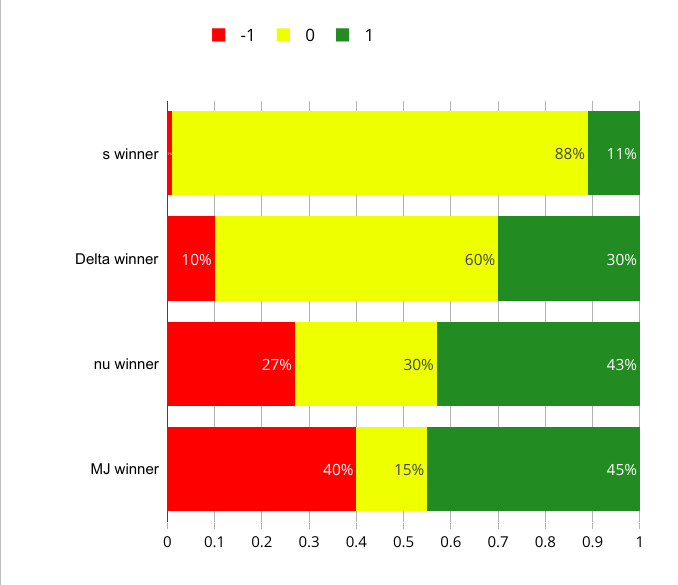 -1 0 1
s winner 88% 11%
Delta winner 10% 60% 30%
nu winner 27% 30% 43%
MJ winner 40% 15% 45%
0 0.1 0.2 0.3 0.4 0.5 0.6 0.7 0.8 0.9 1